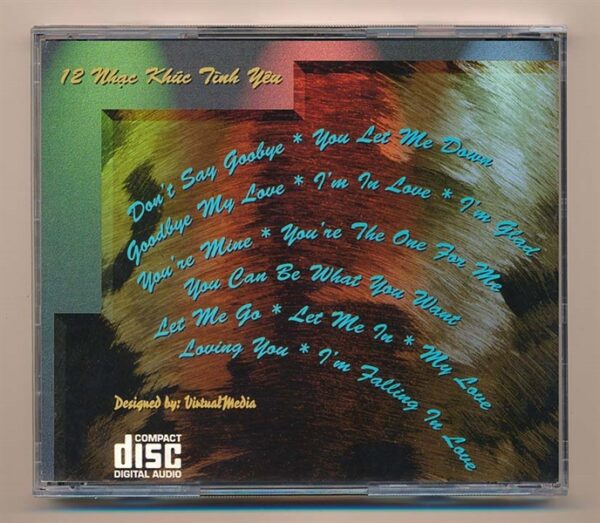 12 Nhạc Khúc Tình Yêu
Don't Say Goobye * You Let Me Down
Goodbye My Love * I'm In Love * I'm Glad
You're Mine * You're The One For Me
You Can Be What You Want
Let Me Go * Let Me In * My Love
Loving You * I'm Falling In Love
Designed by: VirtualMedia
COMPACT
disc
DIGITAL AUDIO